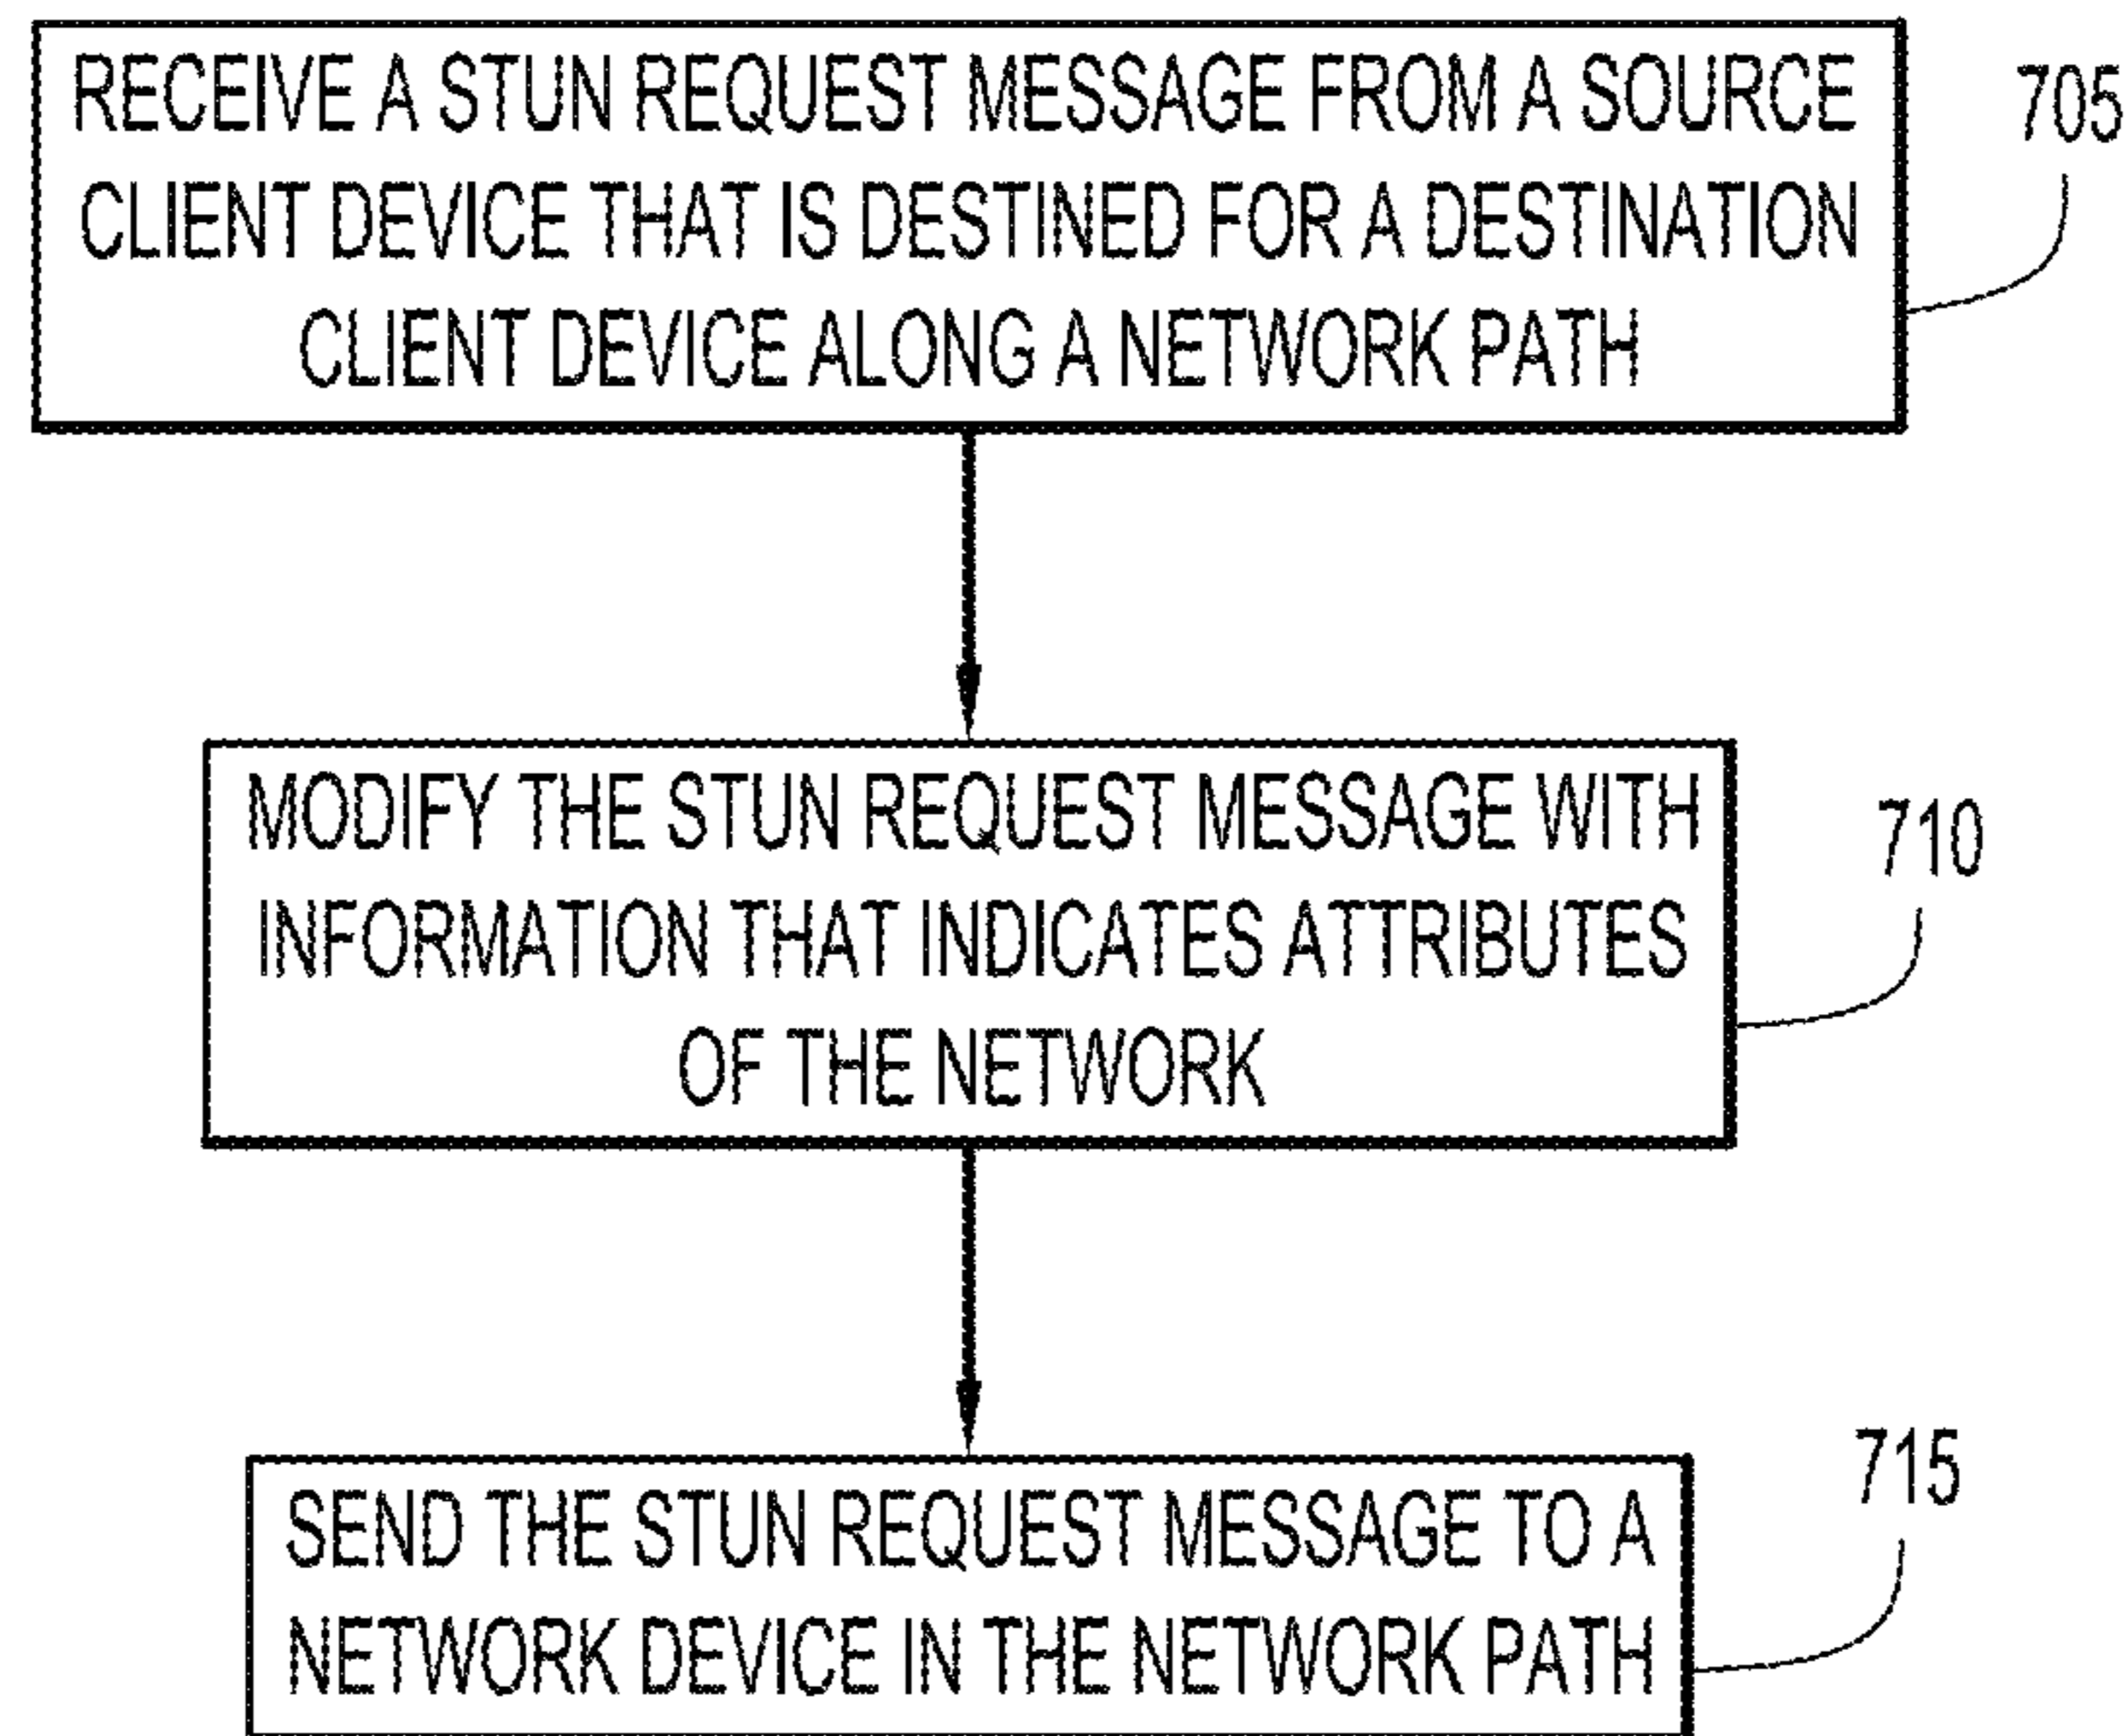 RECEIVE A STUN REQUEST MESSAGE FROM A SOURCE
CLIENT DEVICE THAT IS DESTINED FOR A DESTINATION
CLIENT DEVICE ALONG A NETWORK PATH
705
MODIFY THE STUN REQUEST MESSAGE WITH
INFORMATION THAT INDICATES ATTRIBUTES
OF THE NETWORK
710
SEND THE STUN REQUEST MESSAGE TO A
NETWORK DEVICE IN THE NETWORK PATH
715